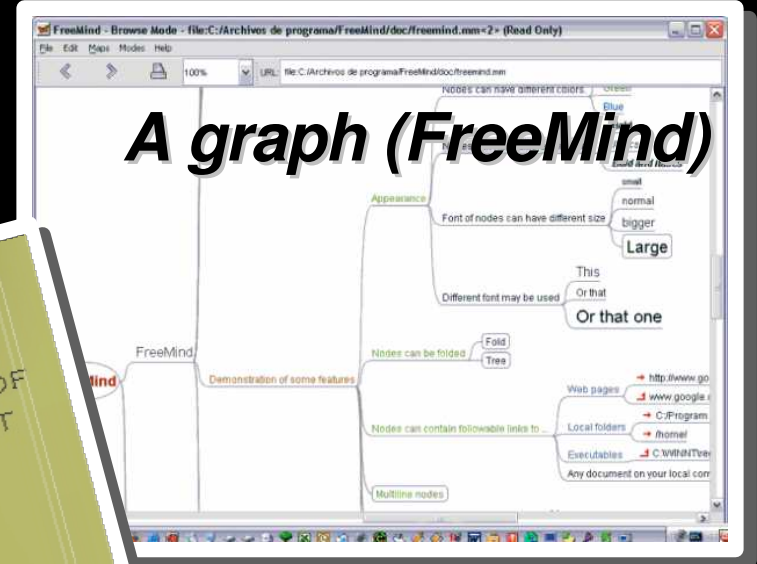 FreeMind - Browse Mode - file:C:/Archivos de programa/FreeMind/doc/freemind.mm<2> (Read Only)
File Edit Maps Modes Help
100% URL: file:C:/Archivos de programa/FreeMind/doc/freemind.mm
Nodes can have different colors. Green
Blue
A graph (FreeMind)
Appearance
small
normal
Font of nodes can have different size
bigger
Large
This
Different font may be used
Or that
Or that one
FreeMind
Nodes can be folded
Fold
Tree
Demonstration of some features
Web pages
http://www.go
www.google.
Nodes can contain followable links to ...
Local folders
C:/Program
/home/
Executables
C:\WINNT\
Any document on your local com
Multiline nodes
OF